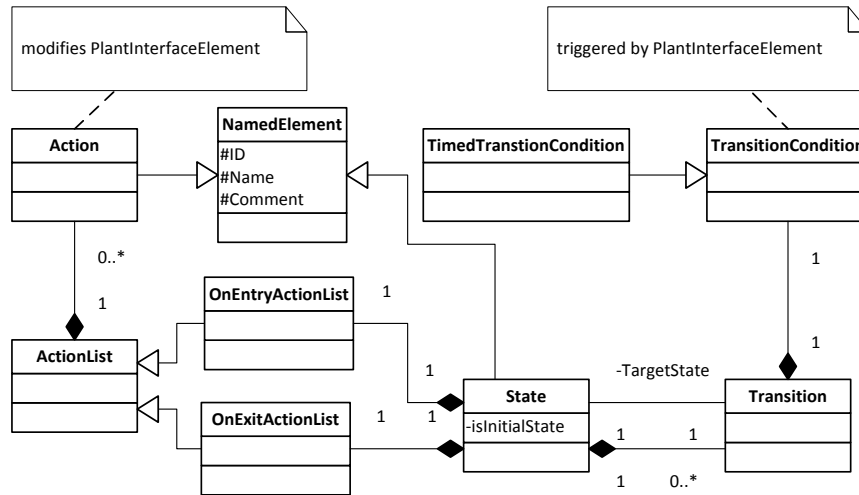 modifies PlantInterfaceElement
triggered by PlantInterfaceElement
Action
NamedElement
#ID
#Name
#Comment
TimedTranstionCondition
TransitionCondition
0..*
1
1
1
ActionList
OnEntryActionList
1
1
OnExitActionList
1
1
State
-isInitialState
-TargetState
Transition
1
1
1
0..*